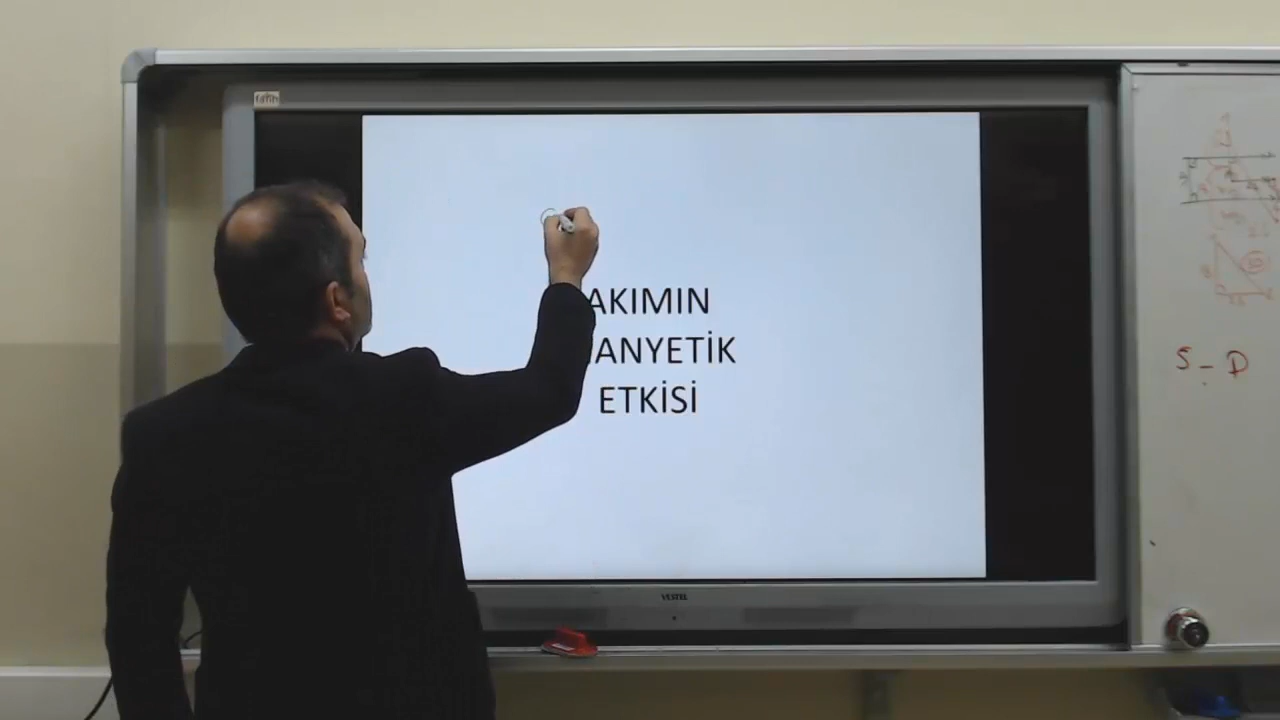 AKIMIN
ANYETİK
ETKİSİ
VESTEL
S - D